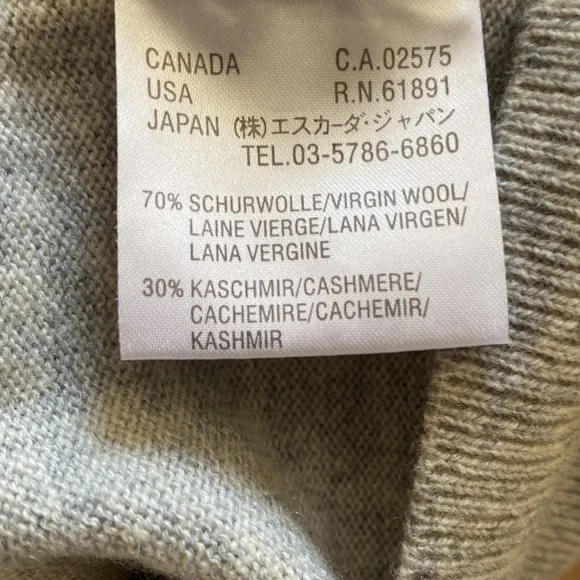 CANADA C.A.02575
USA R.N.61891
JAPAN (株)エスカーダ・ジャパン
TEL.03-5786-6860
70% SCHURWOLLE/VIRGIN WOOL/
LAINE VIERGE/LANA VIRGEN/
LANA VERGINE
30% KASCHMIR/CASHMERE/
CACHEMIRE/CACHEMIR/
KASHMIR